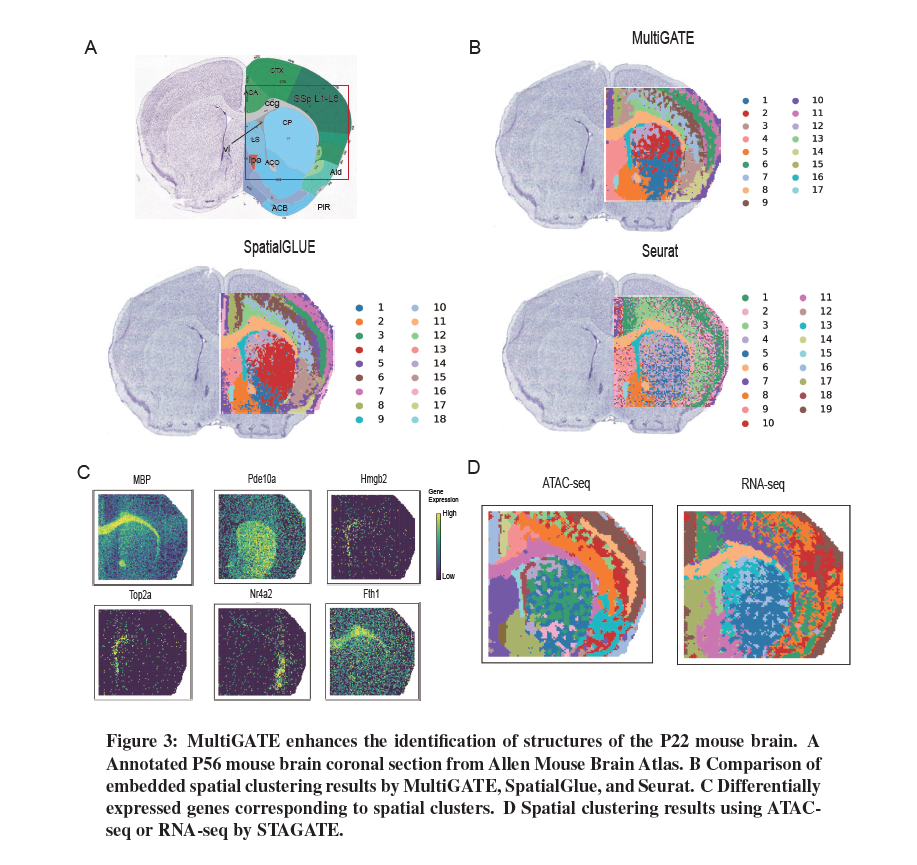 A
CTX
ACA
SSp L1-L6
ccg
CP
LS
vl
lpo
ACO
Ald
ACB
PIR
B
MultiGATE
1
2
3
4
5
6
7
8
9
10
11
12
13
14
15
16
17
SpatialGLUE
1
2
3
4
5
6
7
8
9
10
11
12
13
14
15
16
17
18
Seurat
1
2
3
4
5
6
7
8
9
10
11
12
13
14
15
16
17
18
19
C
MBP
Pde10a
Hmgb2
Gene
Expression
High
Low
Top2a
Nr4a2
Fth1
D
ATAC-seq
RNA-seq
Figure 3: MultiGATE enhances the identification of structures of the P22 mouse brain. A
Annotated P56 mouse brain coronal section from Allen Mouse Brain Atlas. B Comparison of
embedded spatial clustering results by MultiGATE, SpatialGlue, and Seurat. C Differentially
expressed genes corresponding to spatial clusters. D Spatial clustering results using ATAC-
seq or RNA-seq by STAGATE.